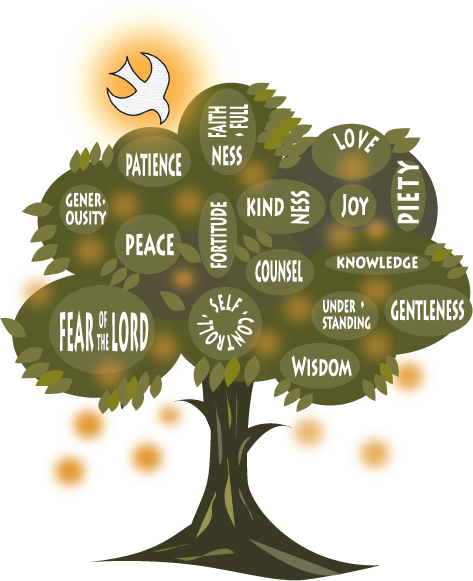 FAITH
FULL
NESS
LOVE
PATIENCE
PIETY
GENER
OUSITY
FORTITUDE
KIND
NESS
JOY
PEACE
COUNSEL
KNOWLEDGE
FEAR OF THE LORD
SELF-CONTROL
UNDER
STANDING
GENTLENESS
WISDOM